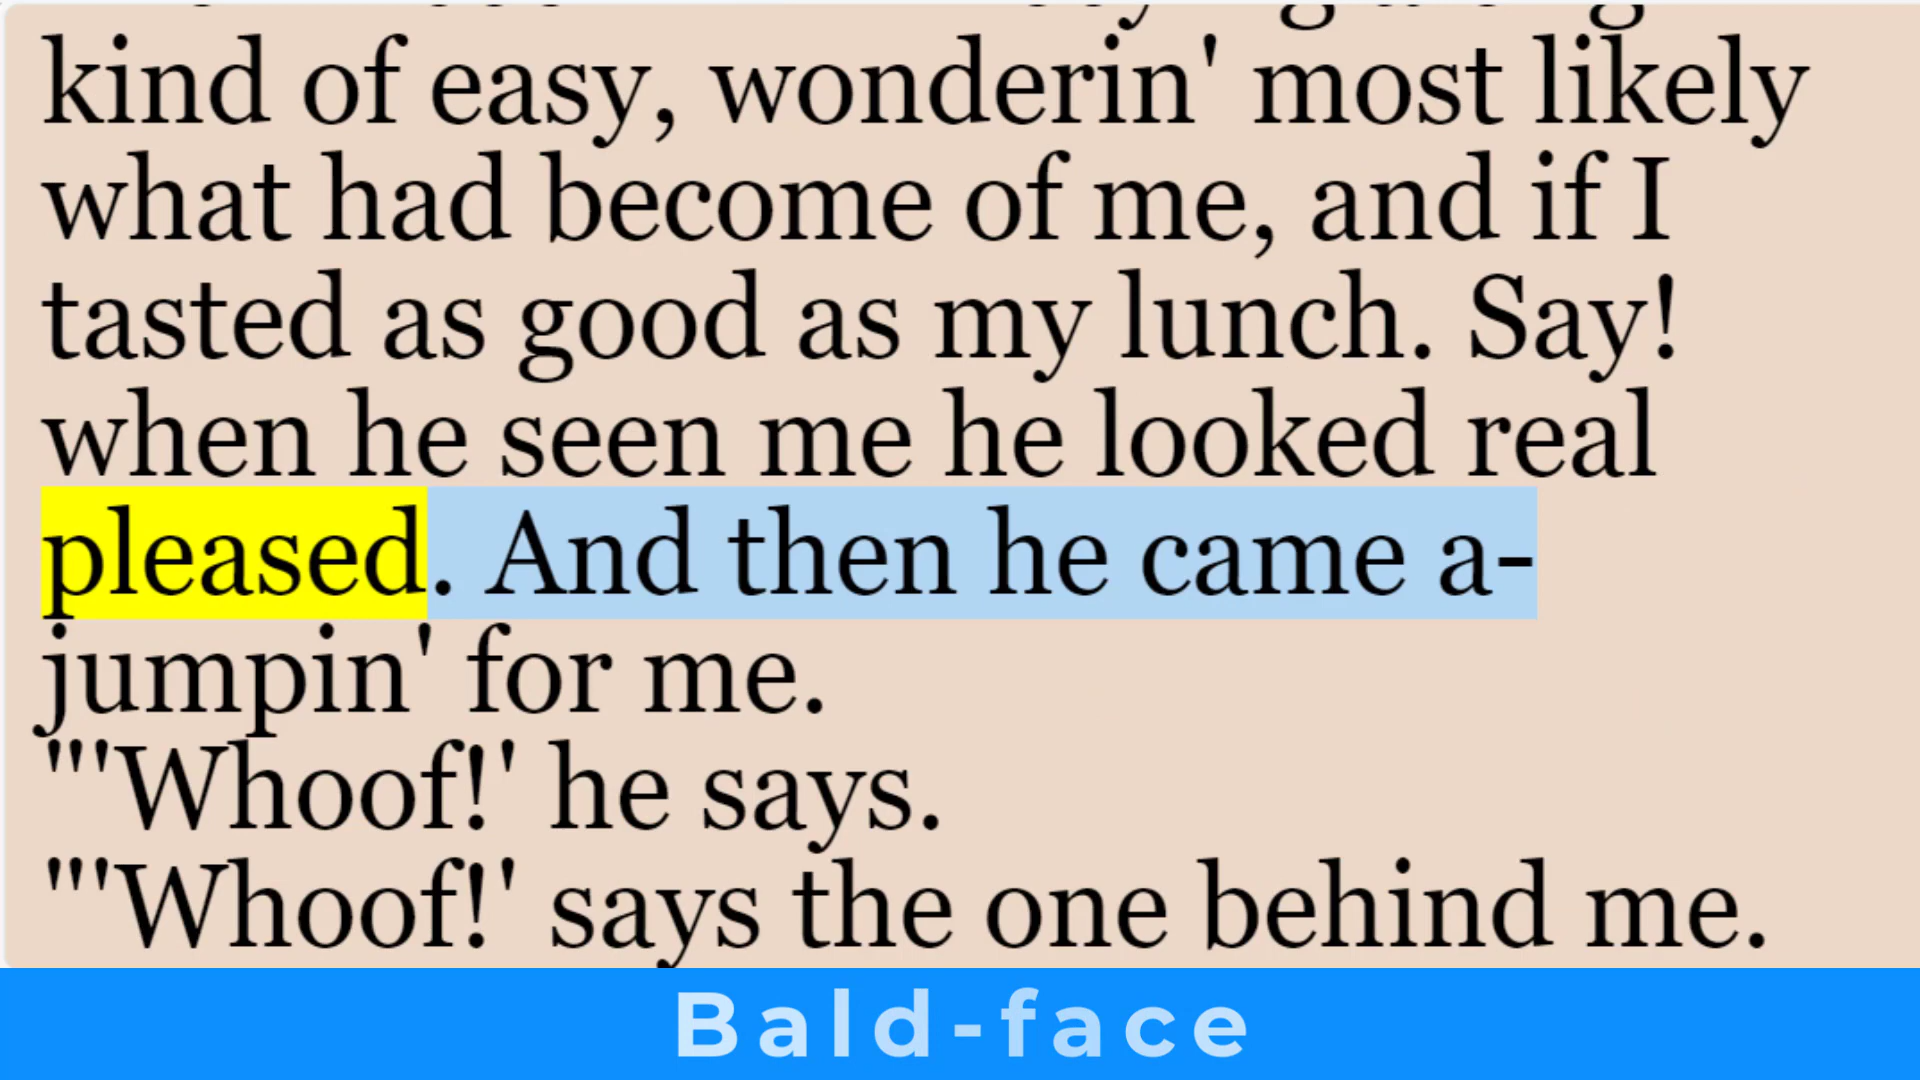 kind of easy, wonderin' most likely
what had become of me, and if I
tasted as good as my lunch. Say!
when he seen me he looked real
pleased. And then he came a-
jumpin' for me.
"'Whoof!' he says.
"'Whoof!' says the one behind me.
Bald-face